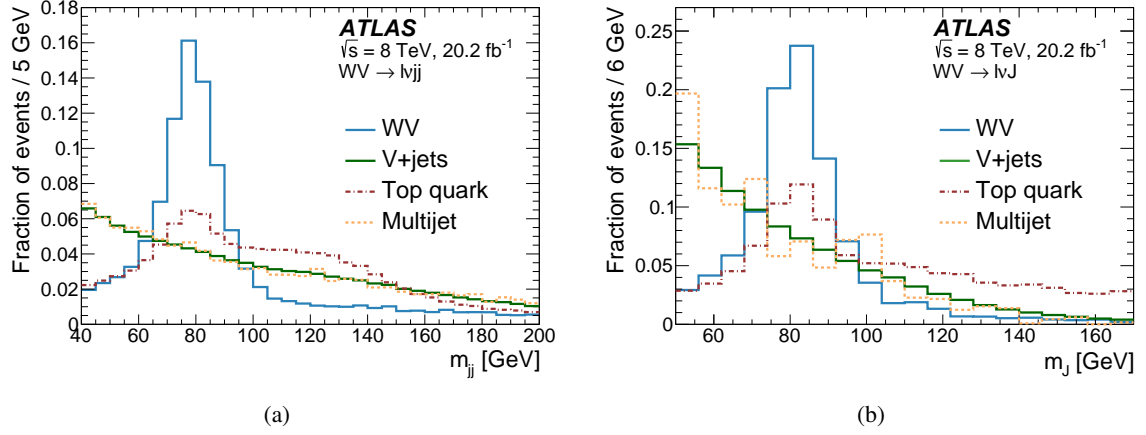 Fraction of events / 5 GeV
0.18
0.16
0.14
0.12
0.1
0.08
0.06
0.04
0.02
0
ATLAS
√s = 8 TeV, 20.2 fb⁻¹
WV → lνjj
WV
V+jets
Top quark
Multijet
40 60 80 100 120 140 160 180 200
m_jj [GeV]
(a)
Fraction of events / 6 GeV
0.25
0.2
0.15
0.1
0.05
0
ATLAS
√s = 8 TeV, 20.2 fb⁻¹
WV → lνJ
WV
V+jets
Top quark
Multijet
60 80 100 120 140 160
m_J [GeV]
(b)